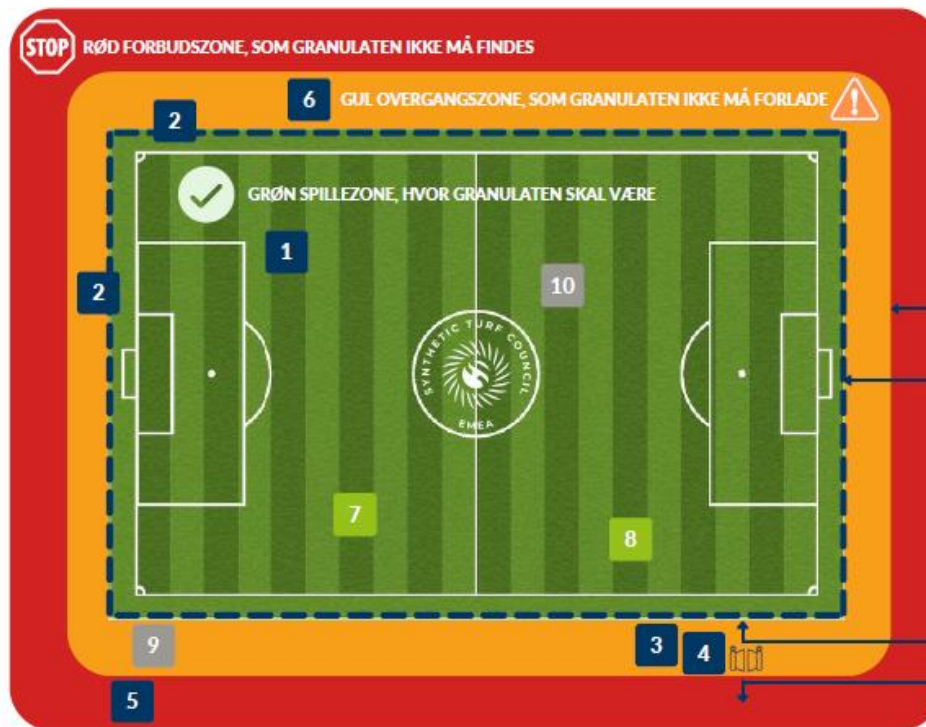 STOP
RØD FORBUDSZONE, SOM GRANULATEN IKKE MÅ FINDES
6
GUL OVERGANGSZONE, SOM GRANULATEN IKKE MÅ FORLADE
2
GRØN SPILLEZONE, HVOR GRANULATEN SKAL VÆRE
1
2
10
SYNTHETIC TURF COUNCIL
EMEA
7
8
9
3
4
5